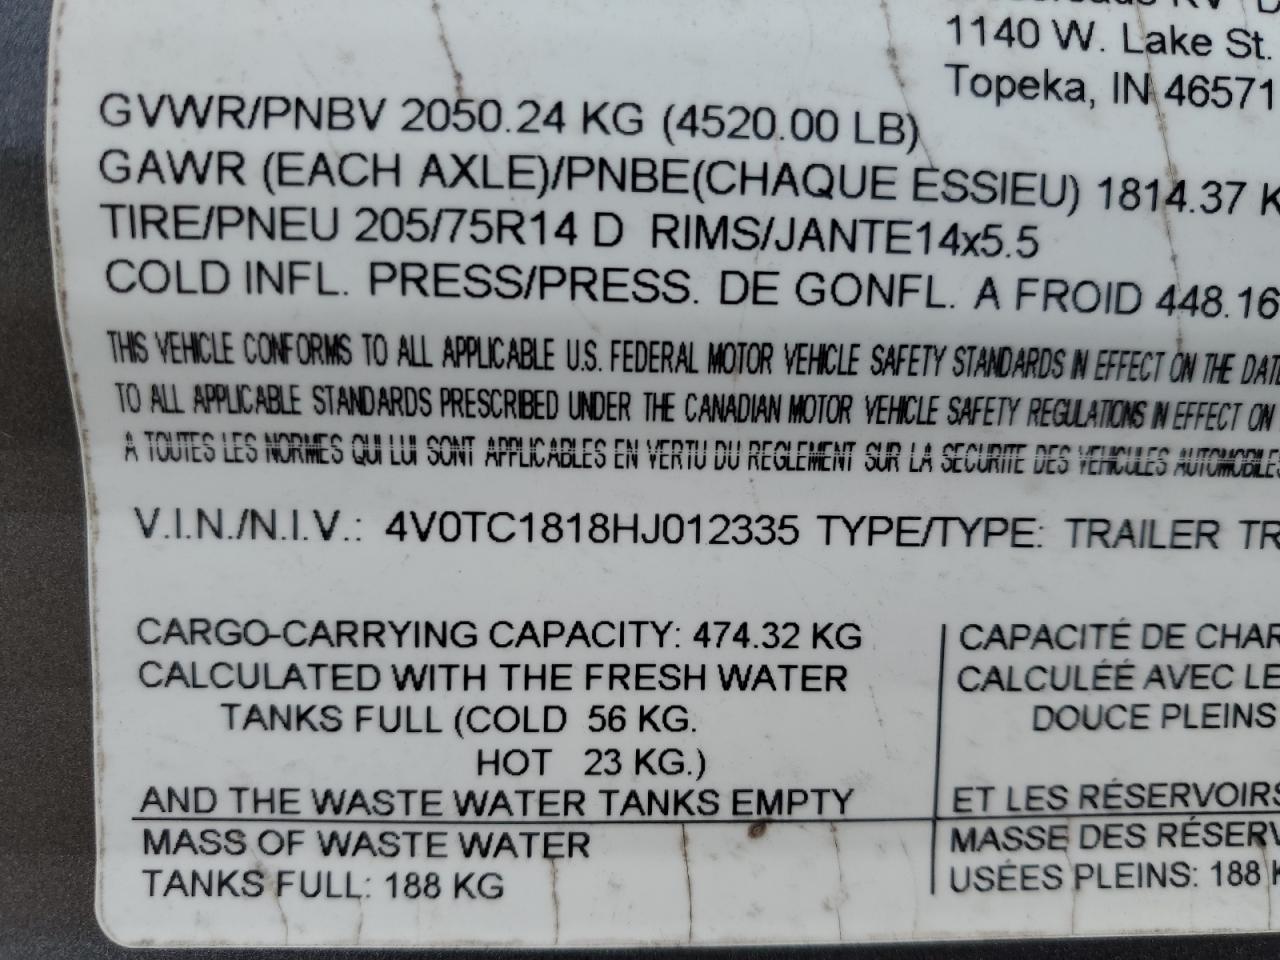 1140 W. Lake St.
Topeka, IN 46571
GVWR/PNBV 2050.24 KG (4520.00 LB)
GAWR (EACH AXLE)/PNBE(CHAQUE ESSIEU) 1814.37 K
TIRE/PNEU 205/75R14 D RIMS/JANTE14x5.5
COLD INFL. PRESS/PRESS. DE GONFL. A FROID 448.16
THIS VEHICLE CONFORMS TO ALL APPLICABLE U.S. FEDERAL MOTOR VEHICLE SAFETY STANDARDS IN EFFECT ON THE DATE
TO ALL APPLICABLE STANDARDS PRESCRIBED UNDER THE CANADIAN MOTOR VEHICLE SAFETY REGULATIONS IN EFFECT ON
A TOUTES LES NORMES QUI LUI SONT APPLICABLES EN VERTU DU REGLEMENT SUR LA SECURITE DES VEHICULES AUTOMOBILES
V.I.N./N.I.V.: 4V0TC1818HJ012335 TYPE/TYPE: TRAILER TR
CARGO-CARRYING CAPACITY: 474.32 KG
CALCULATED WITH THE FRESH WATER
TANKS FULL (COLD 56 KG.
HOT 23 KG.)
AND THE WASTE WATER TANKS EMPTY
MASS OF WASTE WATER
TANKS FULL: 188 KG
CAPACITÉ DE CHAR
CALCULÉÉ AVEC LE
DOUCE PLEINS
ET LES RÉSERVOIRS
MASSE DES RÉSERV
USÉES PLEINS: 188 K